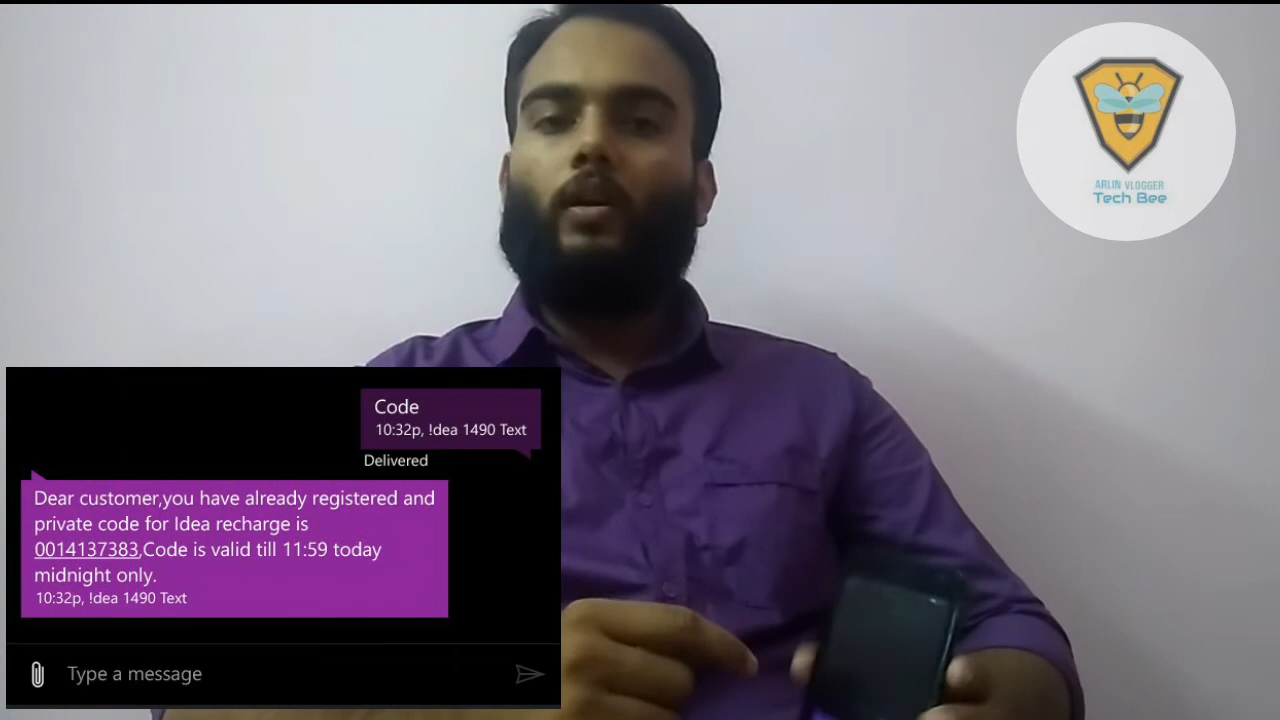 ARLIN VLOGGER
Tech Bee
Code
10:32p, !dea 1490 Text
Delivered
Dear customer,you have already registered and
private code for Idea recharge is
0014137383,Code is valid till 11:59 today
midnight only.
10:32p, !dea 1490 Text
Type a message